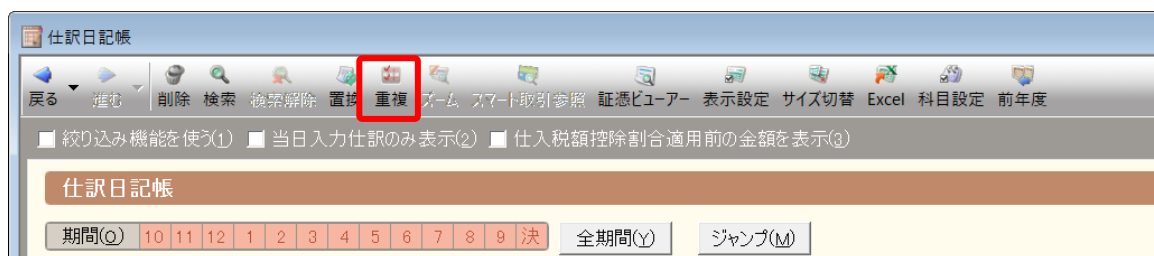 仕訳日記帳
戻る 進む 削除 検索 検索解除 置換 重複 ズーム スマート取引参照 証憑ビューアー 表示設定 サイズ切替 Excel 科目設定 前年度
絞り込み機能を使う(1) 当日入力仕訳のみ表示(2) 仕入税額控除割合適用前の金額を表示(3)
仕訳日記帳
期間(O) 10 11 12 1 2 3 4 5 6 7 8 9 決 全期間(Y) ジャンプ(M)